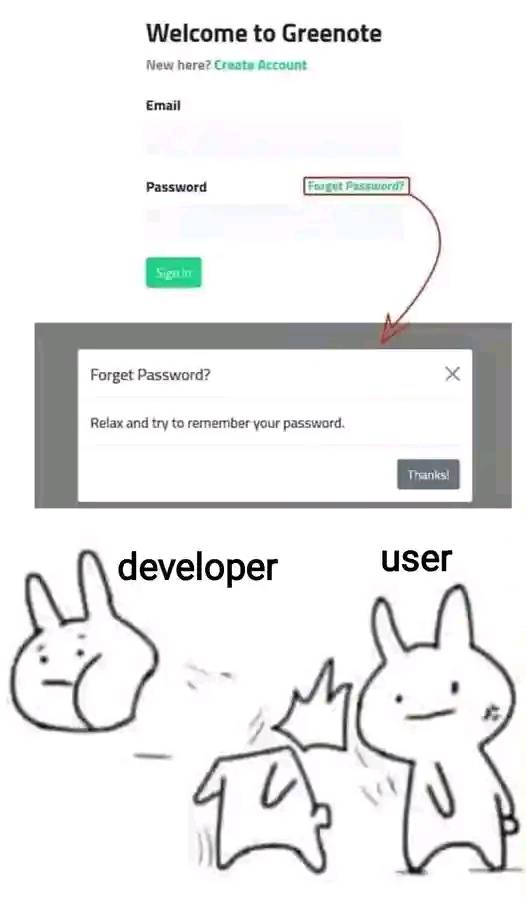 Welcome to Greenote
New here? Create Account
Email
Password
Forget Password?
Sign In
Forget Password?
Relax and try to remember your password.
Thanks!
developer
user